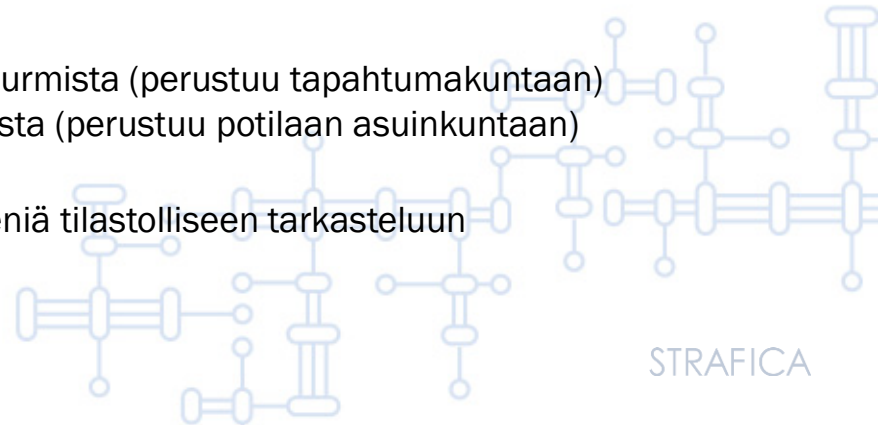 urmista (perustuu tapahtumakuntaan)
sta (perustuu potilaan asuinkuntaan)
eniä tilastolliseen tarkasteluun
STRAFICA